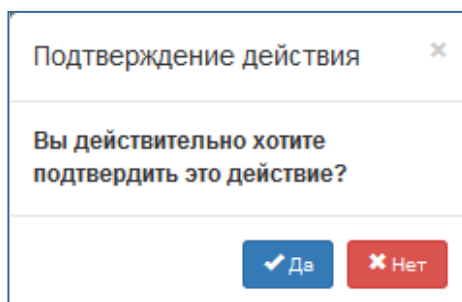 Подтверждение действия
Вы действительно хотите
подтвердить это действие?
Да
Нет